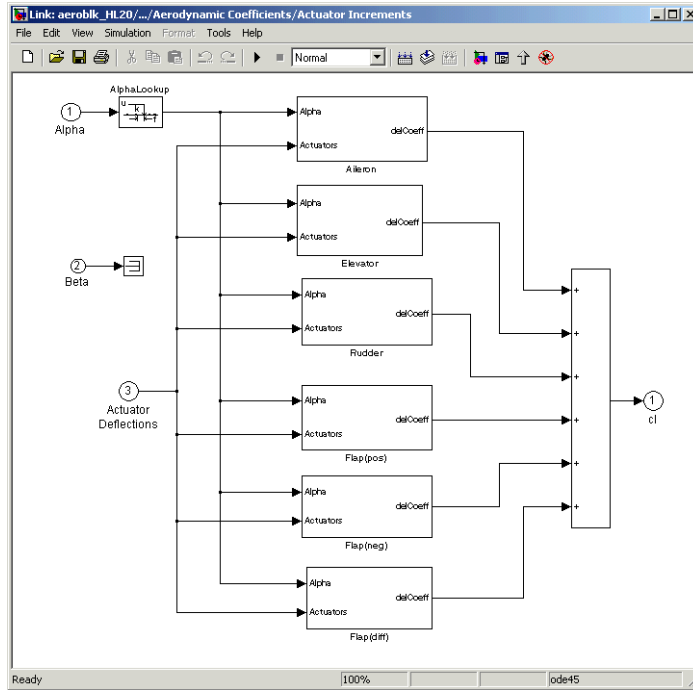 Link: aeroblk_HL20/.../Aerodynamic Coefficients/Actuator Increments
File Edit View Simulation Format Tools Help
Normal
AlphaLookup
u
k
1
Alpha
Alpha
Actuators
delCoeff
Aileron
Alpha
Actuators
delCoeff
Elevator
2
Beta
Alpha
Actuators
delCoeff
Rudder
3
Actuator
Deflections
Alpha
Actuators
delCoeff
Flap(pos)
Alpha
Actuators
delCoeff
Flap(neg)
Alpha
Actuators
delCoeff
Flap(diff)
+
+
+
+
+
+
1
cl
Ready 100% ode45